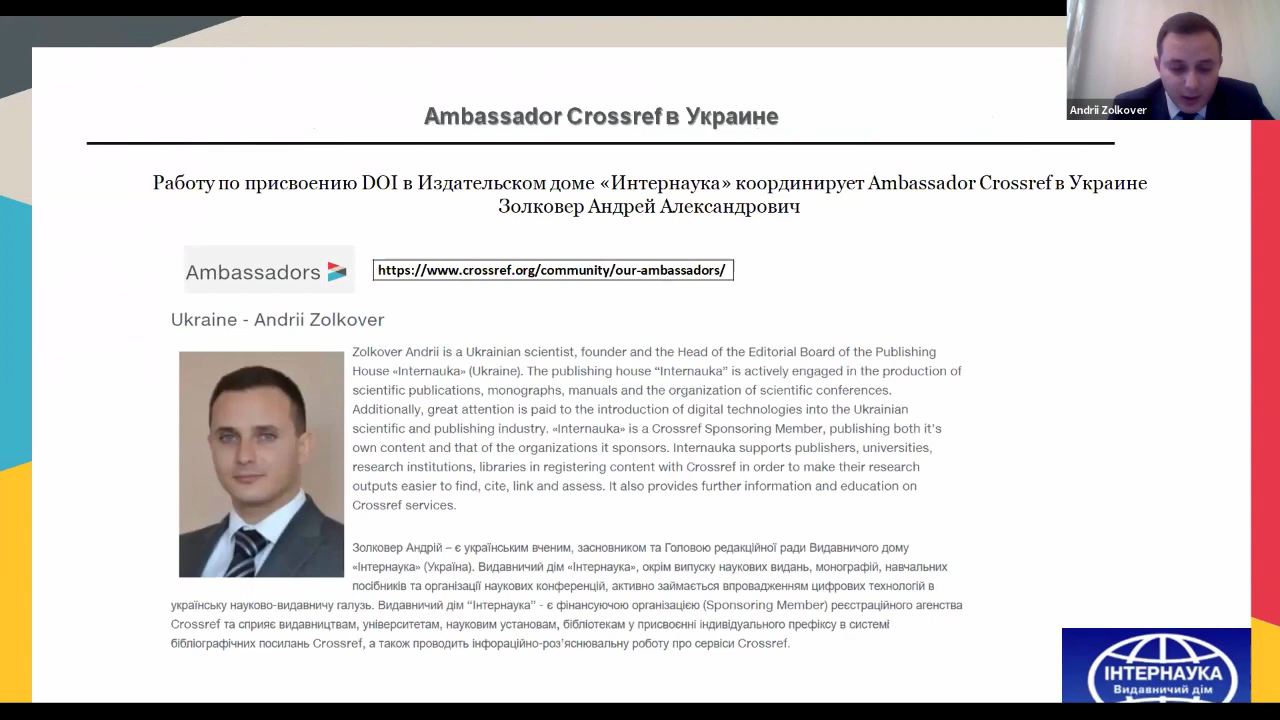 Andrii Zolkover
Ambassador Crossref в Украине
Работу по присвоению DOI в Издательском доме «Интернаука» координирует Ambassador Crossref в Украине
Золковер Андрей Александрович
Ambassadors
https://www.crossref.org/community/our-ambassadors/
Ukraine - Andrii Zolkover
Zolkover Andrii is a Ukrainian scientist, founder and the Head of the Editorial Board of the Publishing
House «Internauka» (Ukraine). The publishing house “Internauka” is actively engaged in the production of
scientific publications, monographs, manuals and the organization of scientific conferences.
Additionally, great attention is paid to the introduction of digital technologies into the Ukrainian
scientific and publishing industry. «Internauka» is a Crossref Sponsoring Member, publishing both it’s
own content and that of the organizations it sponsors. Internauka supports publishers, universities,
research institutions, libraries in registering content with Crossref in order to make their research
outputs easier to find, cite, link and assess. It also provides further information and education on
Crossref services.
Золковер Андрій – є українським вченим, засновником та Головою редакційної ради Видавничого дому
«Інтернаука» (Україна). Видавничий дім «Інтернаука», окрім випуску наукових видань, монографій, навчальних
посібників та організації наукових конференцій, активно займається впровадженням цифрових технологій в
українську науково-видавничу галузь. Видавничий дім “Інтернаука” - є фінансуючою організацією (Sponsoring Member) реєстраційного агенства
Crossref та сприяє видавництвам, університетам, науковим установам, бібліотекам у присвоєнні індивідуального префіксу в системі
бібліографічних посилань Crossref, а також проводить інфораційно-роз’яснювальну роботу про сервіси Crossref.
ІНТЕРНАУКА
Видавничий дім